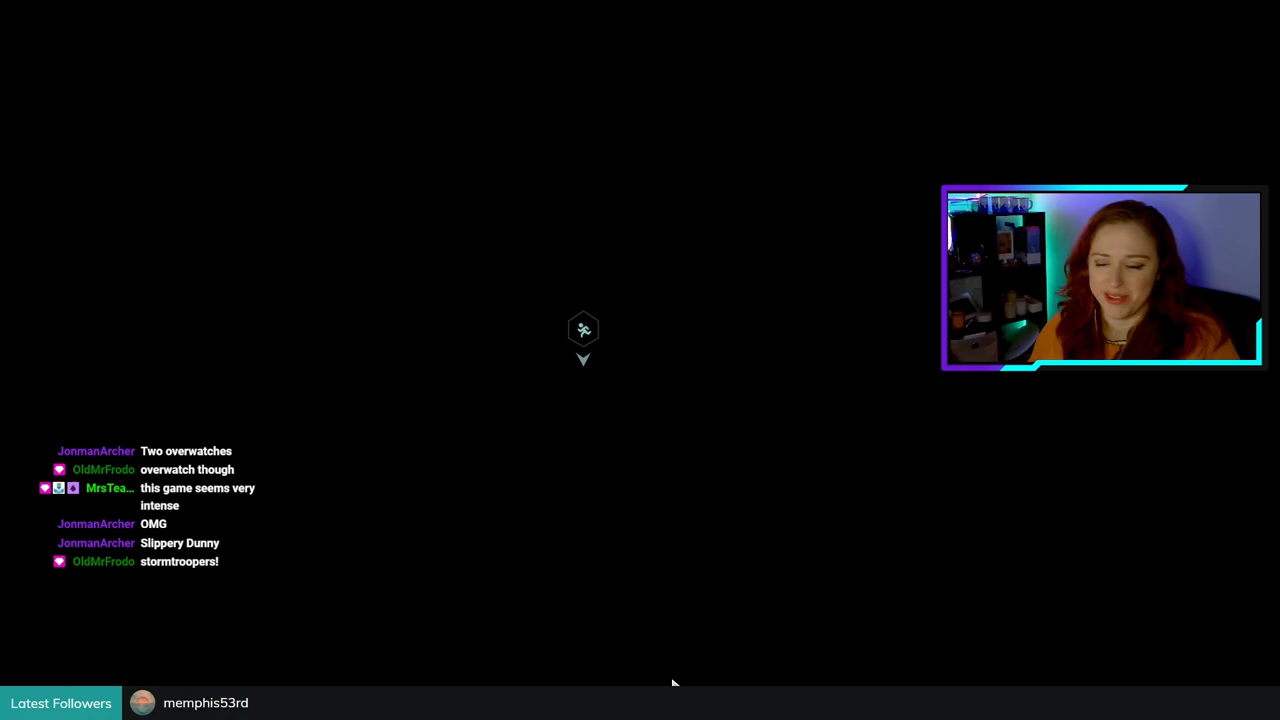 JonmanArcher Two overwatches
OldMrFrodo overwatch though
MrsTea... this game seems very
intense
JonmanArcher OMG
JonmanArcher Slippery Dunny
OldMrFrodo stormtroopers!
Latest Followers memphis53rd